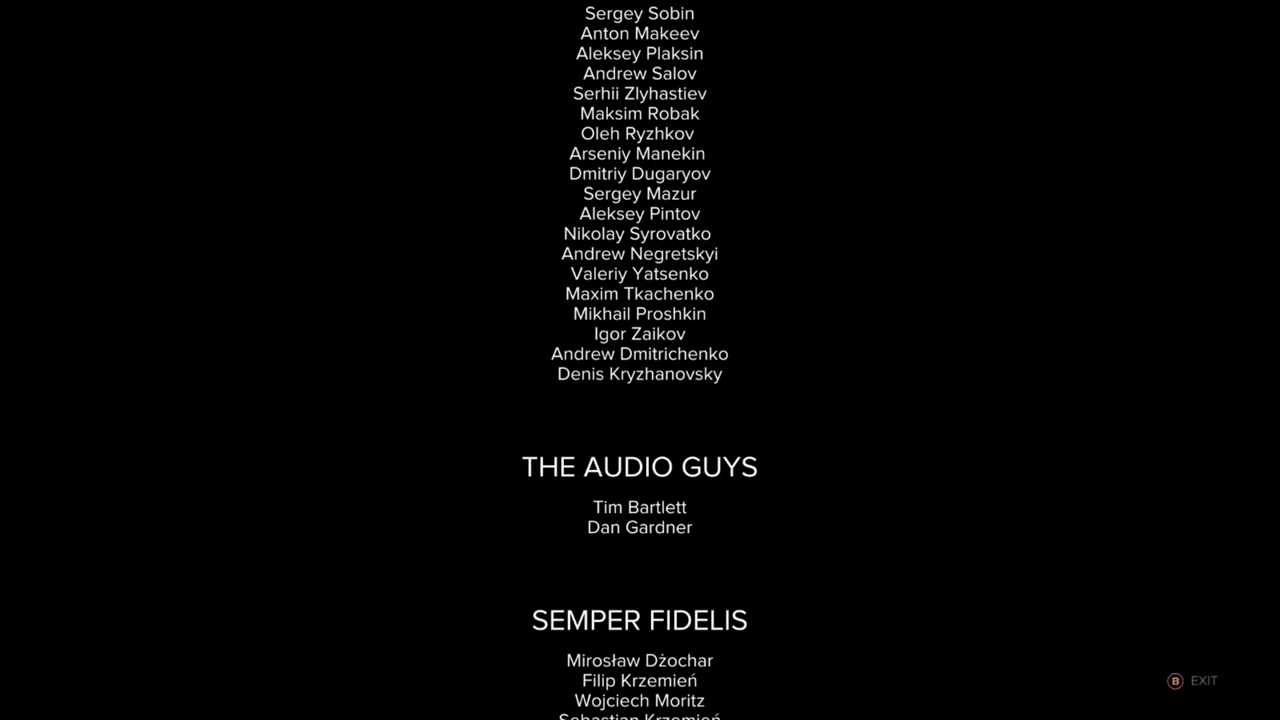 Sergey Sobin
Anton Makeev
Aleksey Plaksin
Andrew Salov
Serhii Zlyhastiev
Maksim Robak
Oleh Ryzhkov
Arseniy Manekin
Dmitriy Dugaryov
Sergey Mazur
Aleksey Pintov
Nikolay Syrovatko
Andrew Negretskyi
Valeriy Yatsenko
Maxim Tkachenko
Mikhail Proshkin
Igor Zaikov
Andrew Dmitrichenko
Denis Kryzhanovsky
THE AUDIO GUYS
Tim Bartlett
Dan Gardner
SEMPER FIDELIS
Mirosław Dżochar
Filip Krzemień
Wojciech Moritz
Sebastian Krzemień
B EXIT